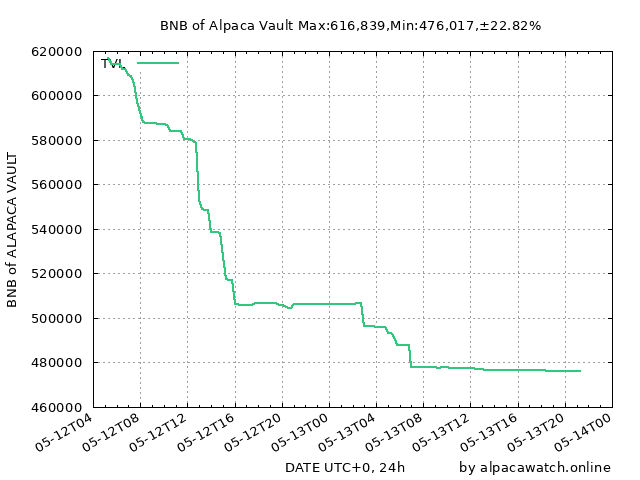 BNB of Alpaca Vault Max:616,839,Min:476,017,±22.82%
620000
TVL
600000
580000
560000
540000
520000
500000
480000
460000
BNB of ALAPACA VAULT
05-12T04
05-12T08
05-12T12
05-12T16
05-12T20
05-13T00
05-13T04
05-13T08
05-13T12
05-13T16
05-13T20
05-14T00
DATE UTC+0, 24h
by alpacawatch.online